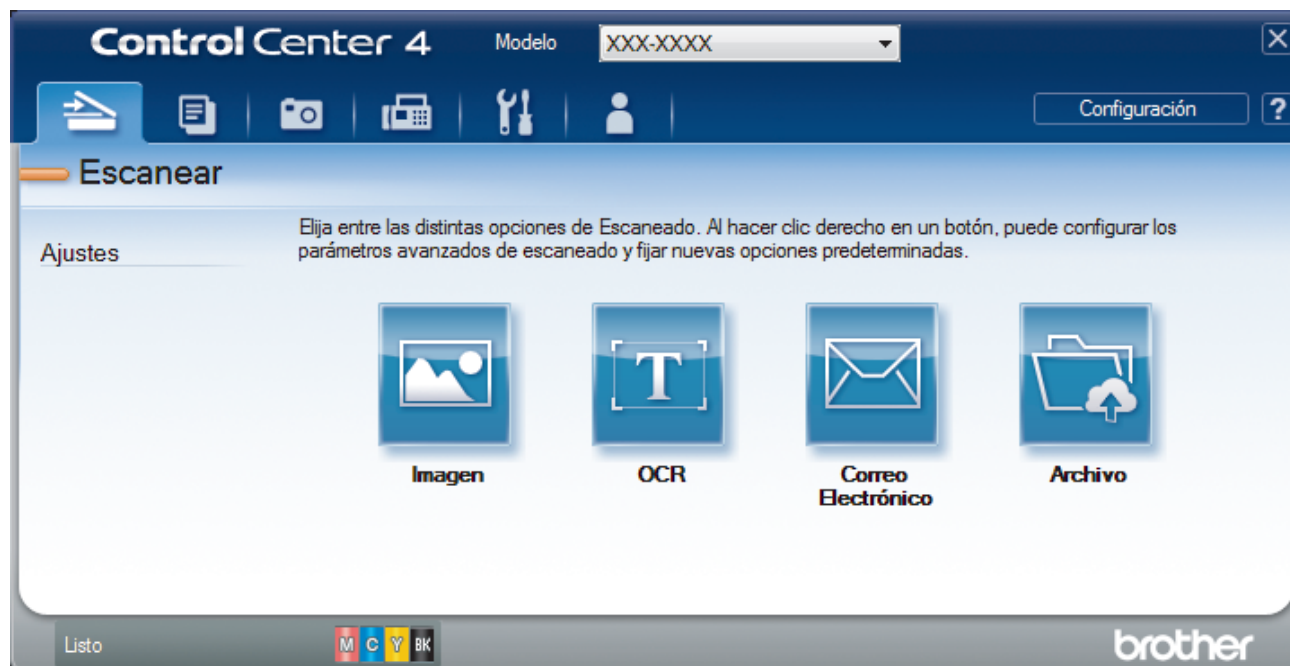 Control Center 4
Modelo
XXX-XXXX
Configuración
?
Escanear
Ajustes
Elija entre las distintas opciones de Escaneado. Al hacer clic derecho en un botón, puede configurar los
parámetros avanzados de escaneado y fijar nuevas opciones predeterminadas.
T
Imagen
OCR
Correo
Electrónico
Archivo
Listo
M C Y BK
brother